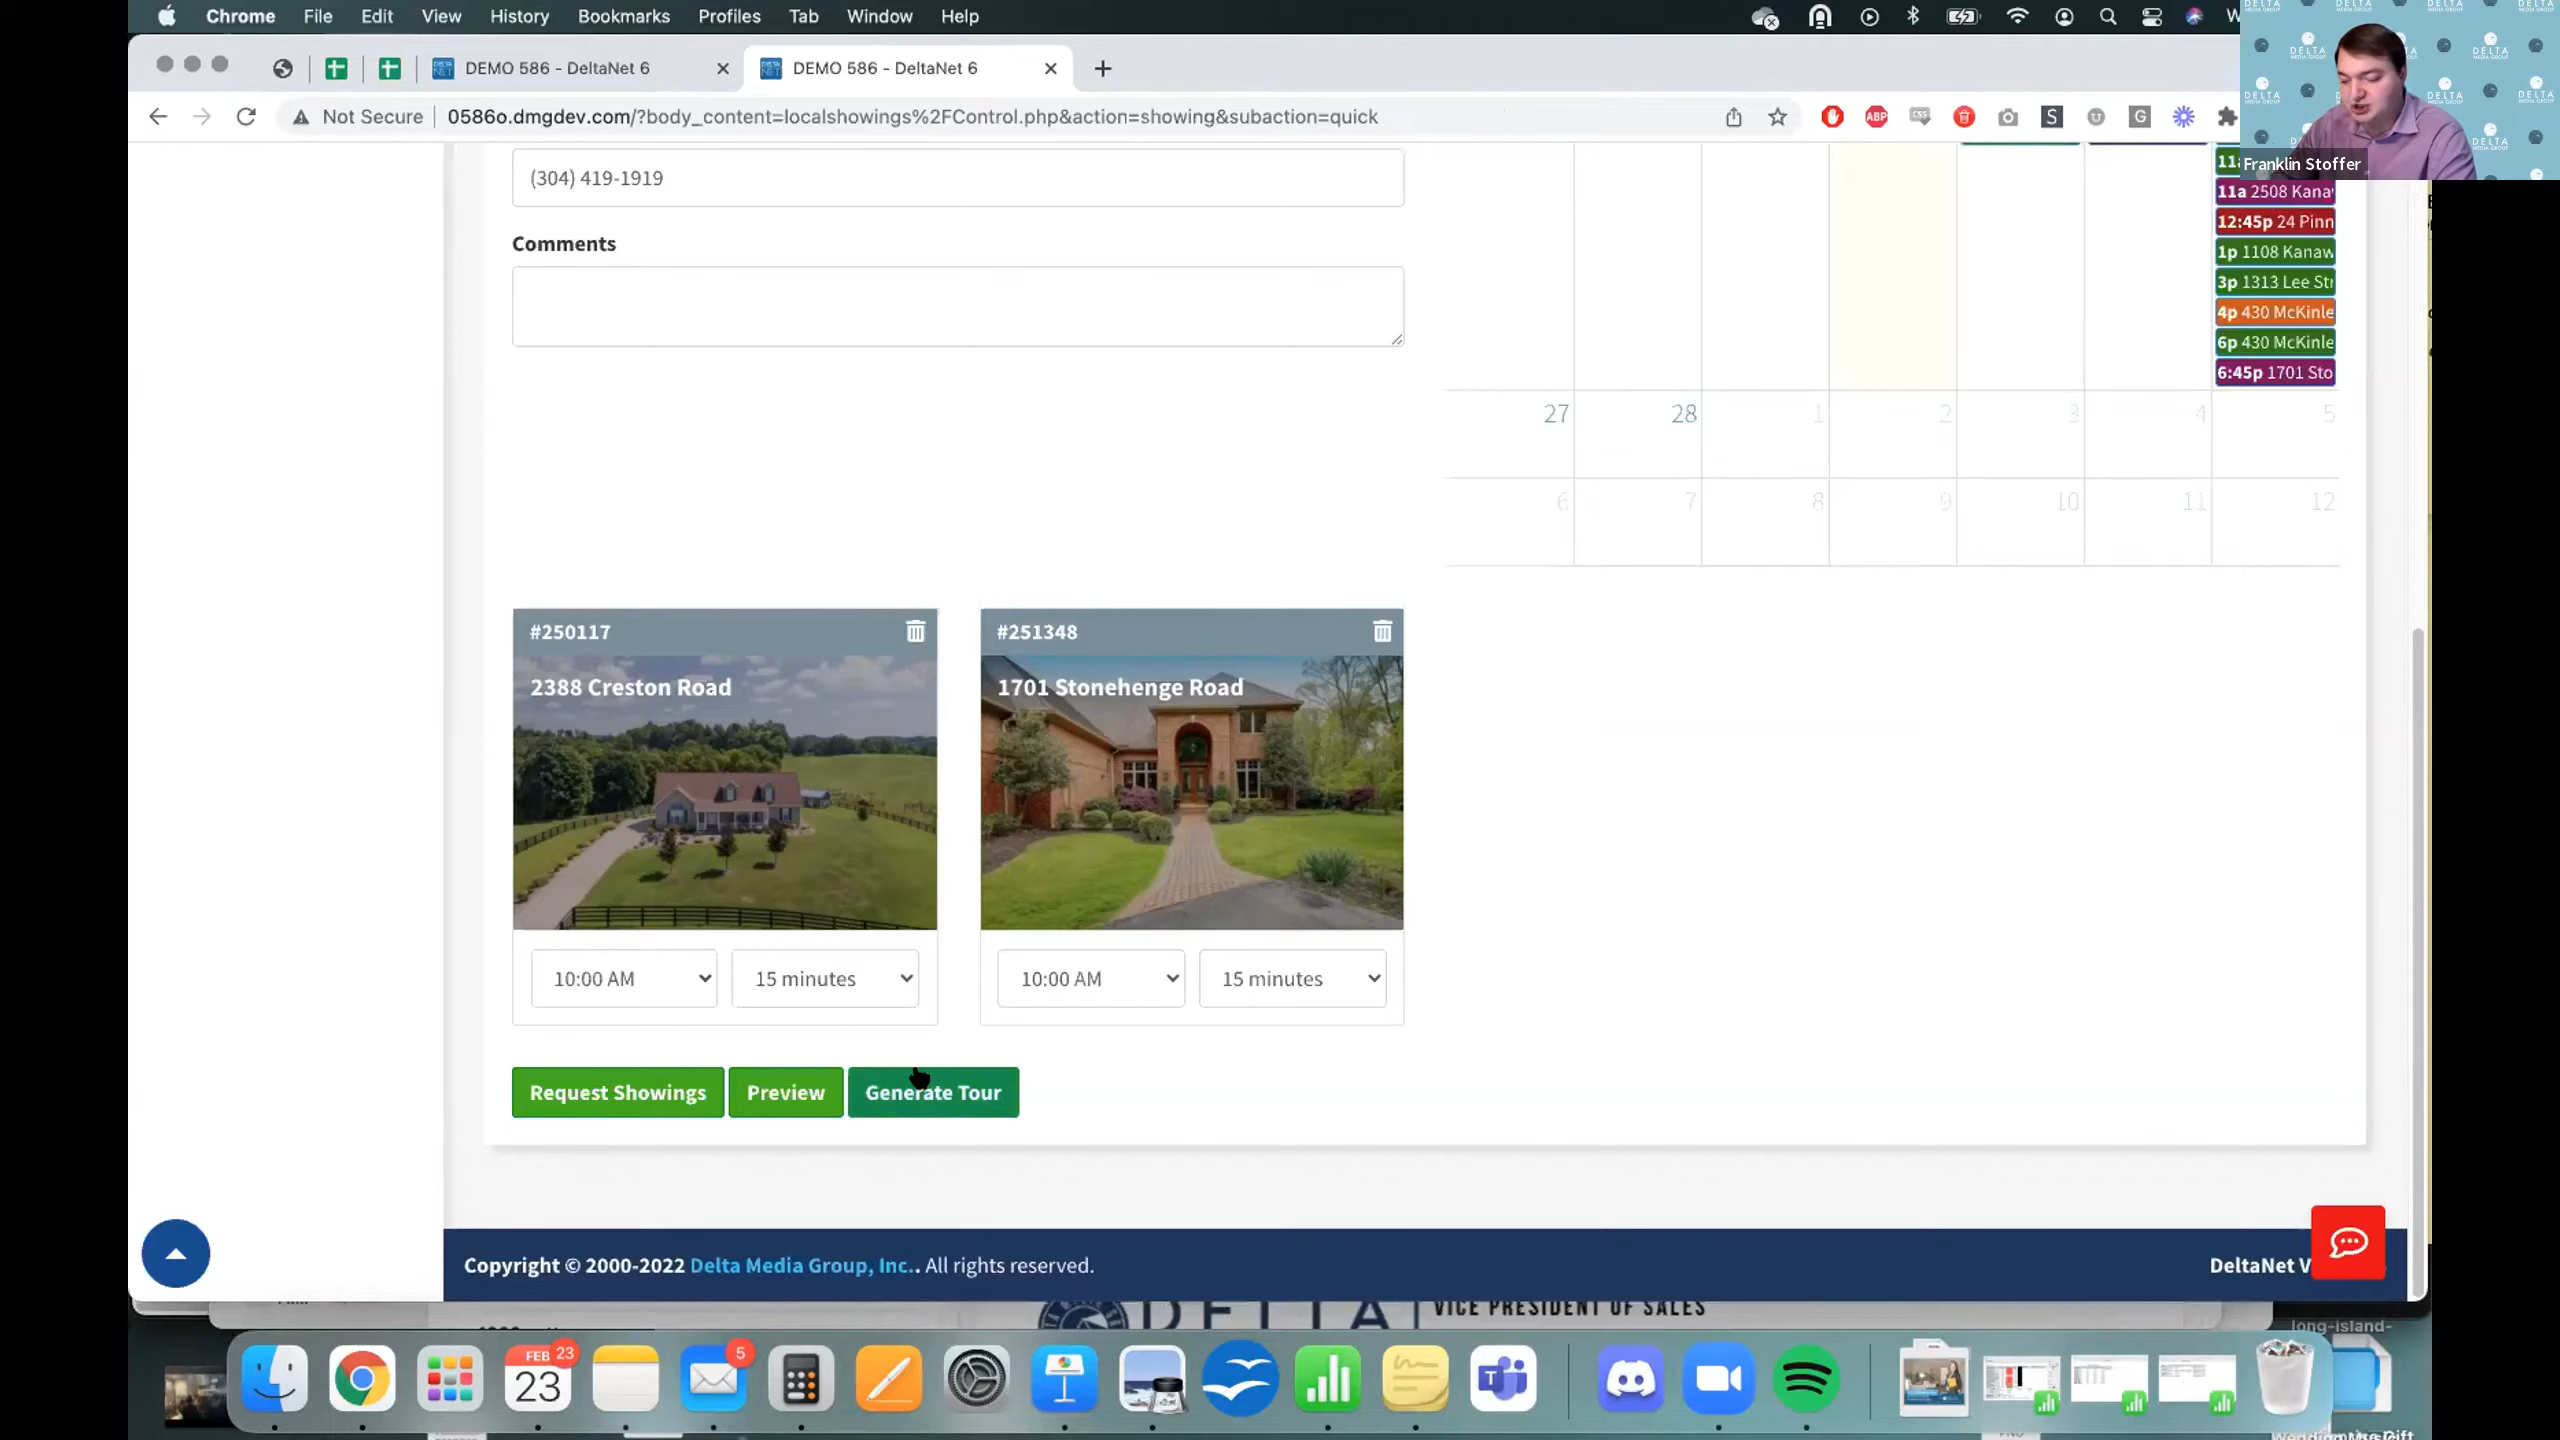 Chrome File Edit View History Bookmarks Profiles Tab Window Help
DEMO 586 - DeltaNet 6
DEMO 586 - DeltaNet 6
Not Secure 0586o.dmgdev.com/?body_content=localshowings%2FControl.php&action=showing&subaction=quick
Franklin Stoffer
(304) 419-1919
Comments
11a 2508 Kana
12:45p 24 Pinn
1p 1108 Kanaw
3p 1313 Lee St
4p 430 McKinle
6p 430 McKinle
6:45p 1701 Sto
27 28 1 2 3 4 5
6 7 8 9 10 11 12
#250117
2388 Creston Road
10:00 AM 15 minutes
#251348
1701 Stonehenge Road
10:00 AM 15 minutes
Request Showings Preview Generate Tour
Copyright © 2000-2022 Delta Media Group, Inc.. All rights reserved.
DeltaNet V
DELTA
VICE PRESIDENT OF SALES
long-island-
FEB 23
23
5